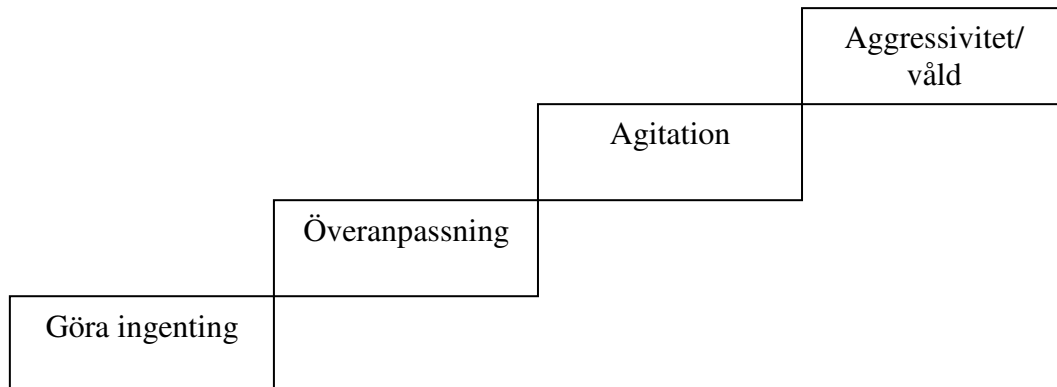 Aggressivitet/
våld
Agitation
Överanpassning
Göra ingenting